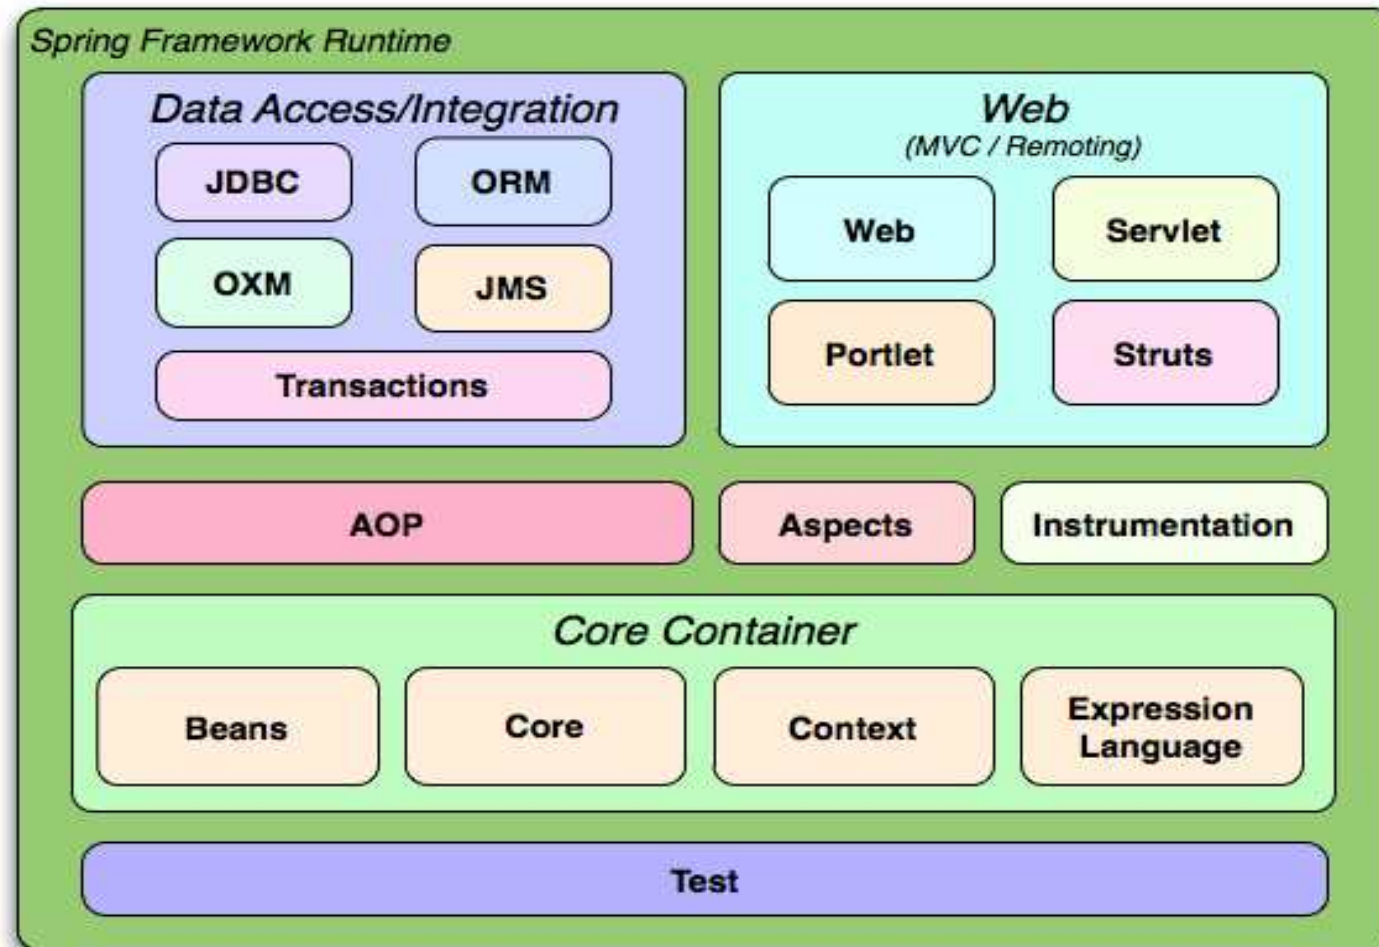 Spring Framework Runtime
Data Access/Integration
JDBC
ORM
OXM
JMS
Transactions
Web
(MVC / Remoting)
Web
Servlet
Portlet
Struts
AOP
Aspects
Instrumentation
Core Container
Beans
Core
Context
Expression
Language
Test